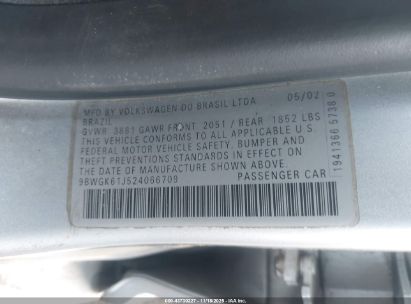 MFD BY VOLKSWAGEN DO BRASIL LTDA 05/02
BRAZIL
GVWR 3881 GAWR FRONT 2051 / REAR 1852 LBS
THIS VEHICLE CONFORMS TO ALL APPLICABLE U S
FEDERAL MOTOR VEHICLE SAFETY, BUMPER AND
THEFT PREVENTION STANDARDS IN EFFECT ON
THE DATE OF MANUFACTURE SHOWN ABOVE.
9BWGK61J524066709 PASSENGER CAR
1941366 5738 0